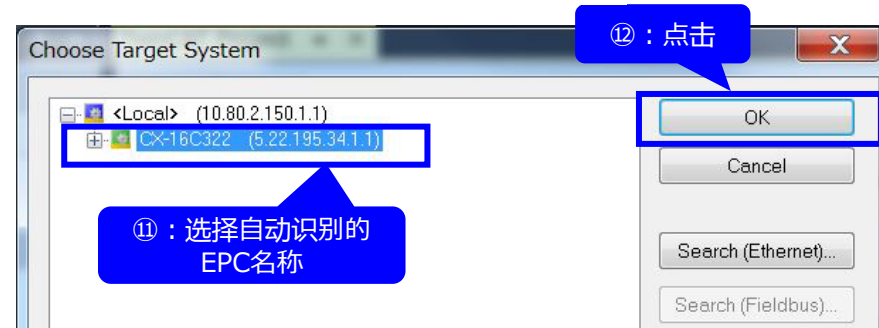 Choose Target System
⑫：点击
<Local> (10.80.2.150.1.1)
CX-16C322 (5.22.195.34.1.1)
OK
Cancel
⑪：选择自动识别的
EPC名称
Search (Ethernet)...
Search (Fieldbus)...